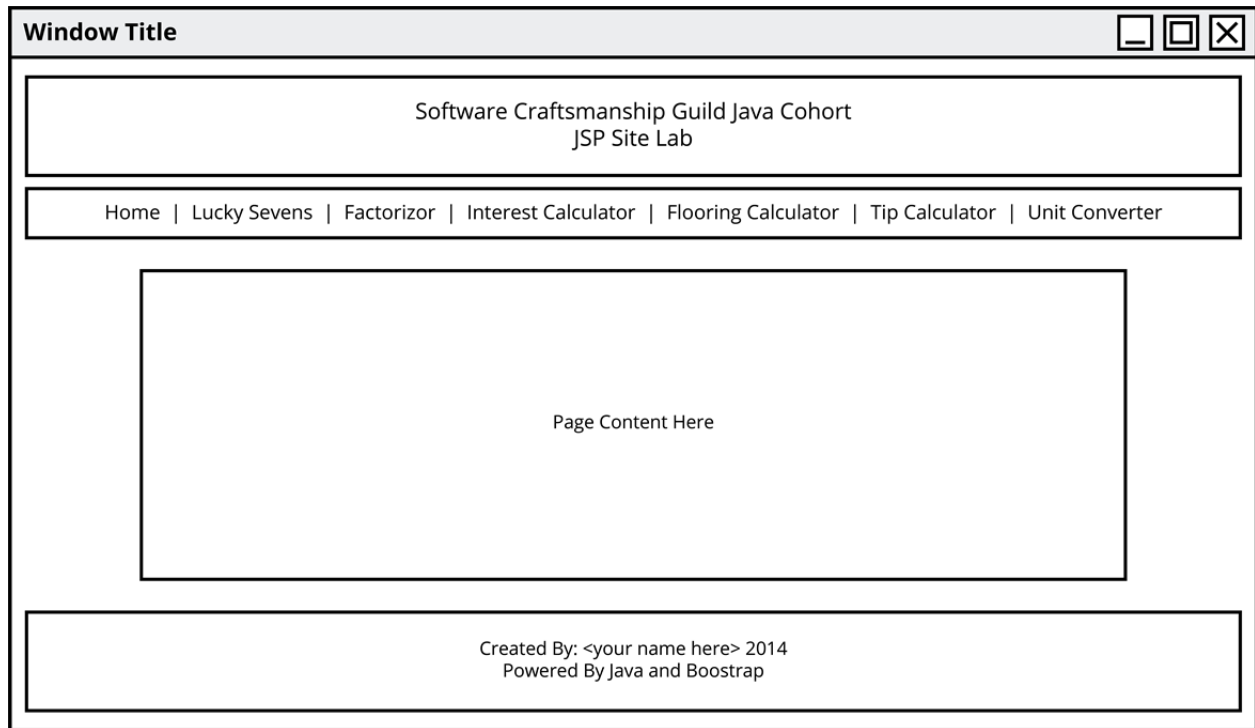 Window Title
Software Craftsmanship Guild Java Cohort
JSP Site Lab
Home | Lucky Sevens | Factorizor | Interest Calculator | Flooring Calculator | Tip Calculator | Unit Converter
Page Content Here
Created By: <your name here> 2014
Powered By Java and Boostrap